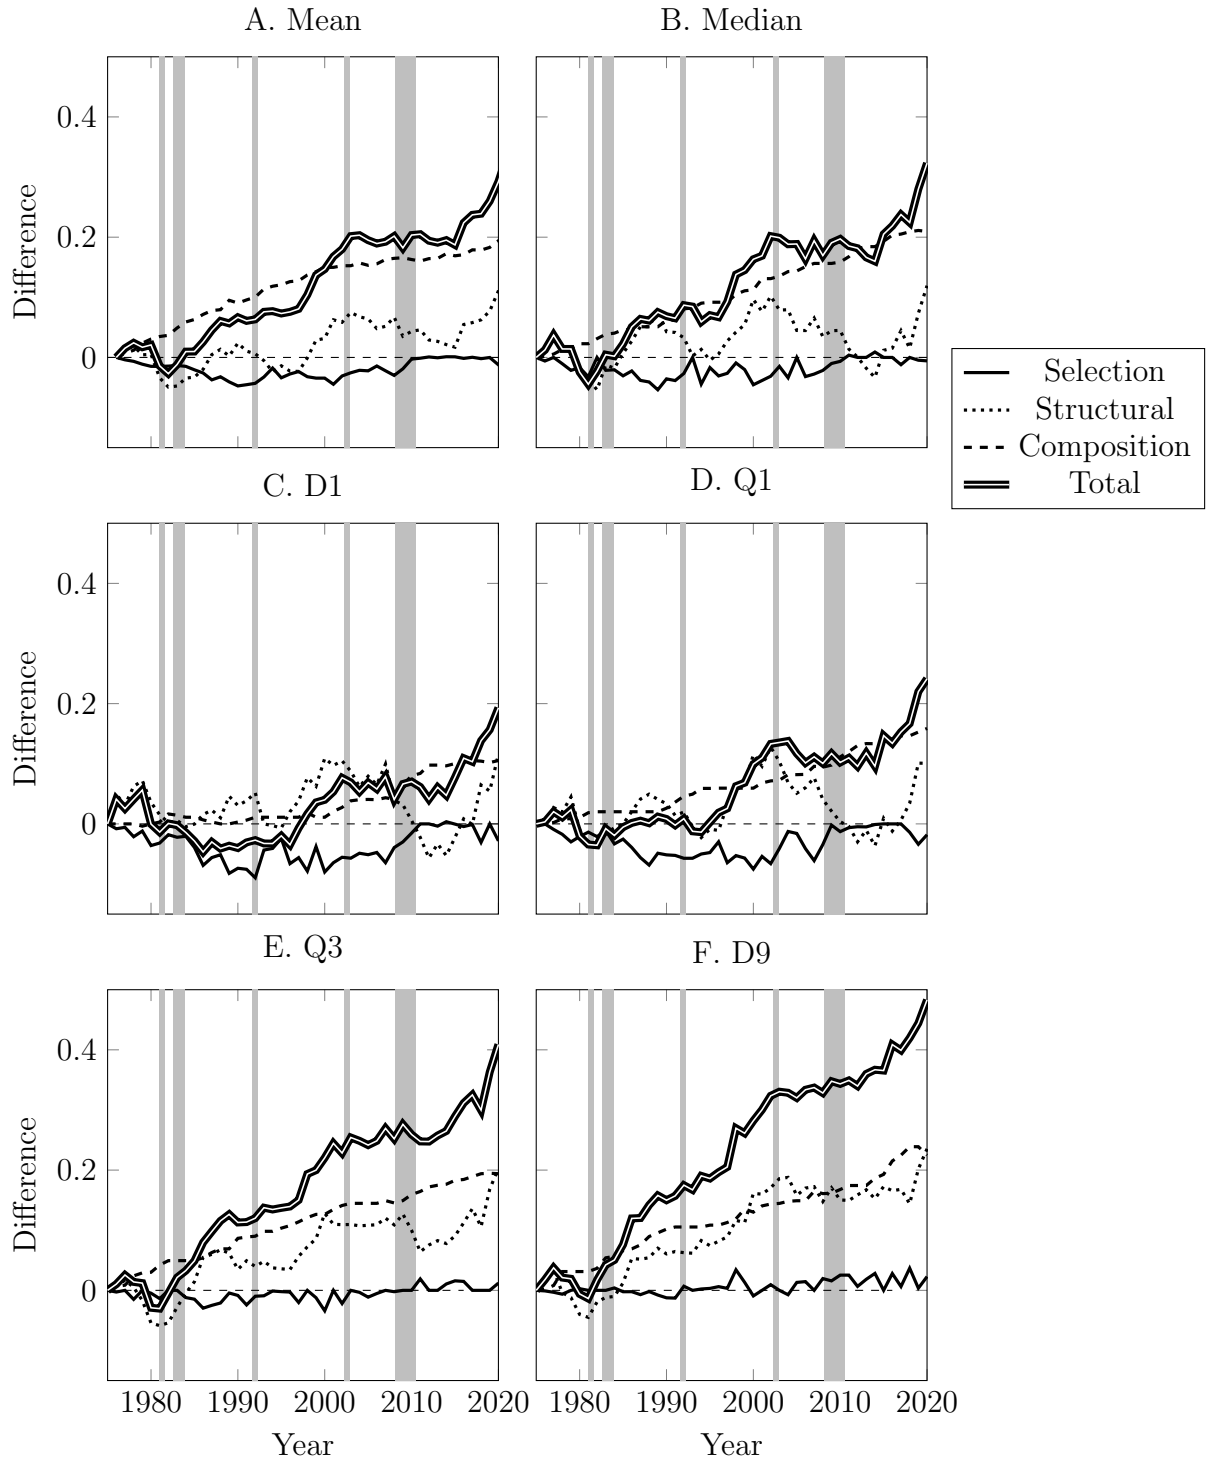 A. Mean
B. Median
0.4
0.2
0
Difference
Selection
Structural
Composition
Total
C. D1
D. Q1
0.4
0.2
0
Difference
E. Q3
F. D9
0.4
0.2
0
Difference
1980 1990 2000 2010 2020
1980 1990 2000 2010 2020
Year
Year